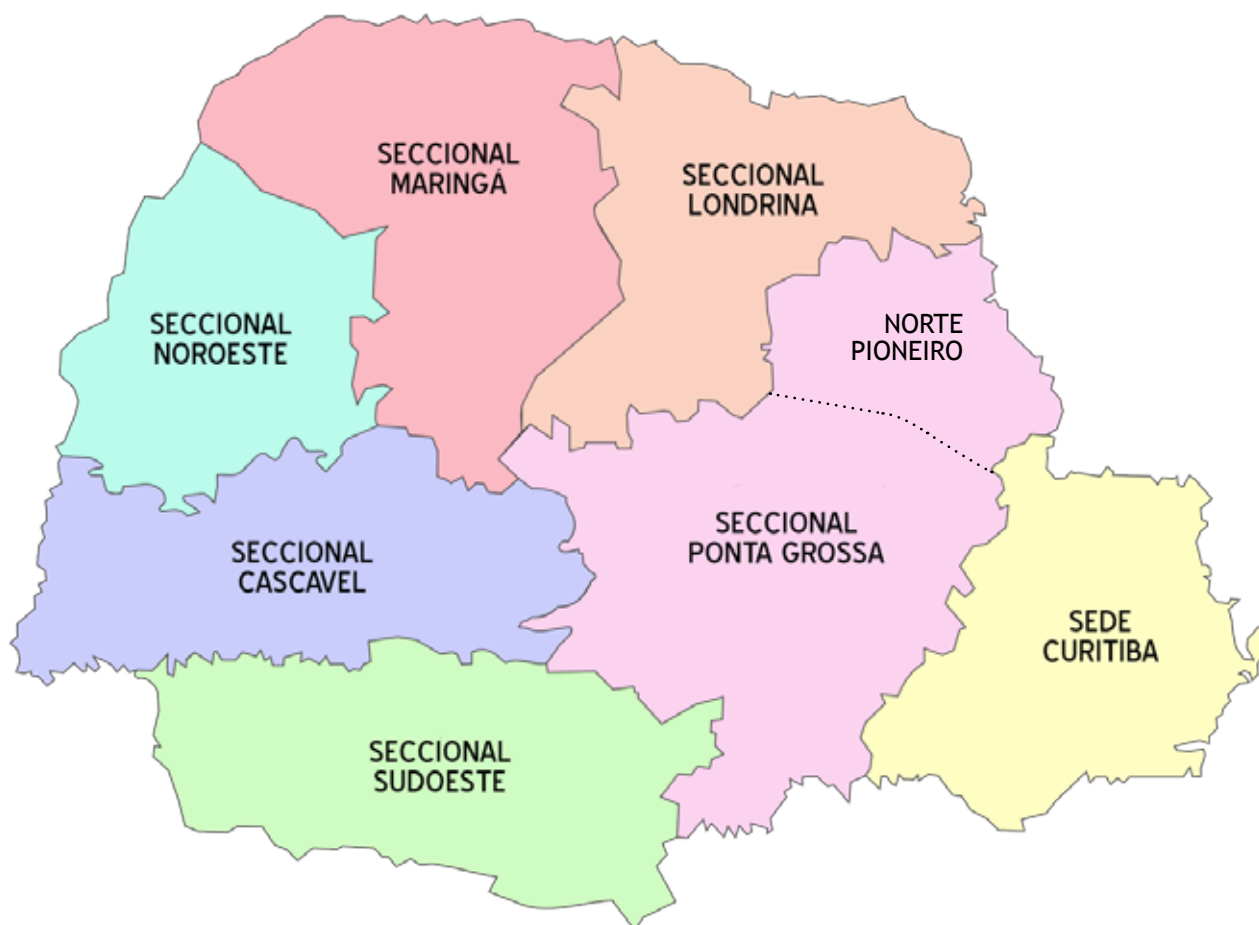 SECCIONAL
MARINGÁ
SECCIONAL
LONDRINA
SECCIONAL
NOROESTE
NORTE
PIONEIRO
SECCIONAL
CASCAVEL
SECCIONAL
PONTA GROSSA
SEDE
CURITIBA
SECCIONAL
SUDOESTE